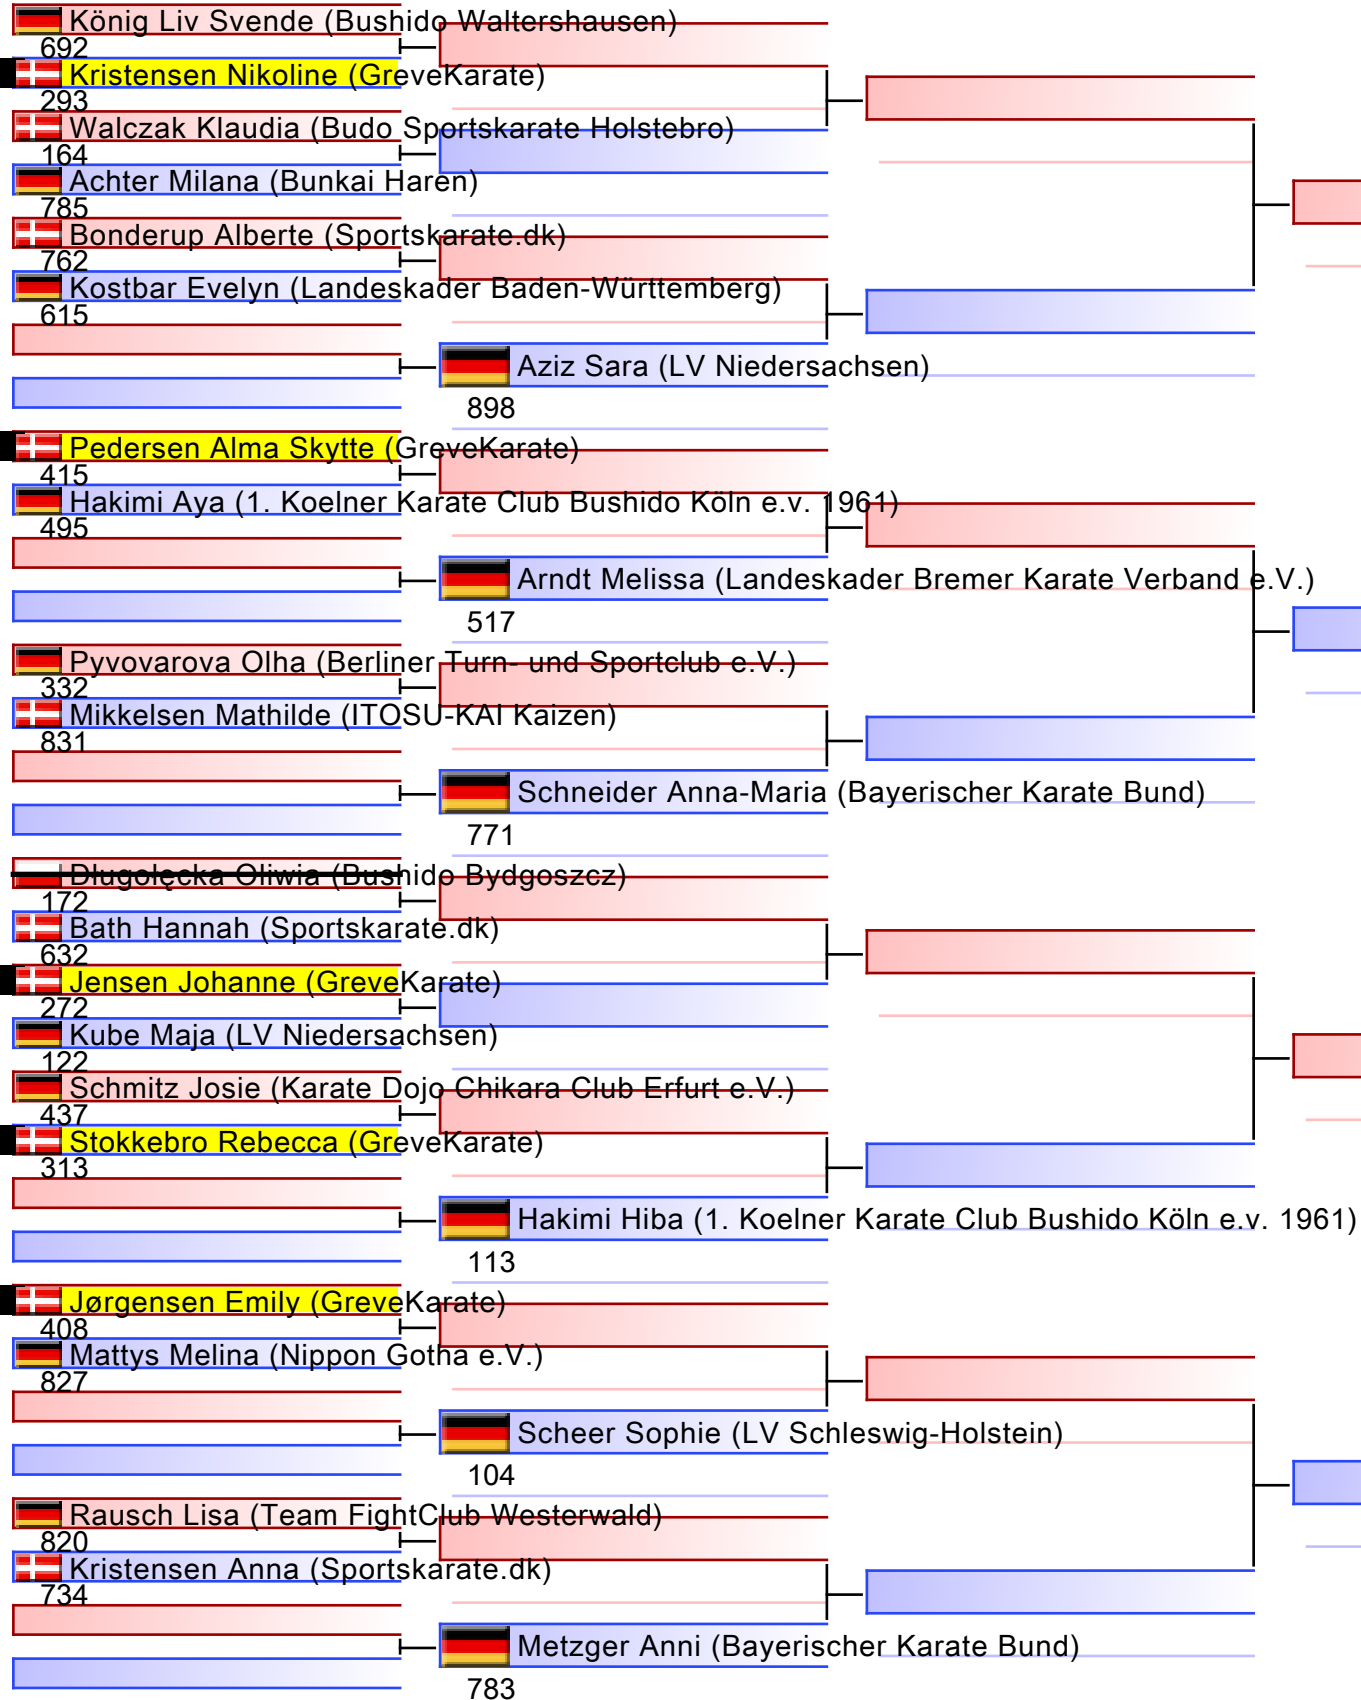 König Liv Svende (Bushido Waltershausen)
692
Kristensen Nikoline (GreveKarate)
293
Walczak Klaudia (Budo Sportskarate Holstebro)
164
Achter Milana (Bunkai Haren)
785
Bonderup Alberte (Sportskarate.dk)
762
Kostbar Evelyn (Landeskader Baden-Württemberg)
615
Aziz Sara (LV Niedersachsen)
898
Pedersen Alma Skytte (GreveKarate)
415
Hakimi Aya (1. Koelner Karate Club Bushido Köln e.v. 1961)
495
Arndt Melissa (Landeskader Bremer Karate Verband e.V.)
517
Pyvovarova Olha (Berliner Turn- und Sportclub e.V.)
332
Mikkelsen Mathilde (ITOSU-KAI Kaizen)
831
Schneider Anna-Maria (Bayerischer Karate Bund)
771
Długołęcka Oliwia (Bushido Bydgoszcz)
172
Bath Hannah (Sportskarate.dk)
632
Jensen Johanne (GreveKarate)
272
Kube Maja (LV Niedersachsen)
122
Schmitz Josie (Karate Dojo Chikara Club Erfurt e.V.)
437
Stokkebro Rebecca (GreveKarate)
313
Hakimi Hiba (1. Koelner Karate Club Bushido Köln e.v. 1961)
113
Jørgensen Emily (GreveKarate)
408
Mattys Melina (Nippon Gotha e.V.)
827
Scheer Sophie (LV Schleswig-Holstein)
104
Rausch Lisa (Team FightClub Westerwald)
820
Kristensen Anna (Sportskarate.dk)
734
Metzger Anni (Bayerischer Karate Bund)
783